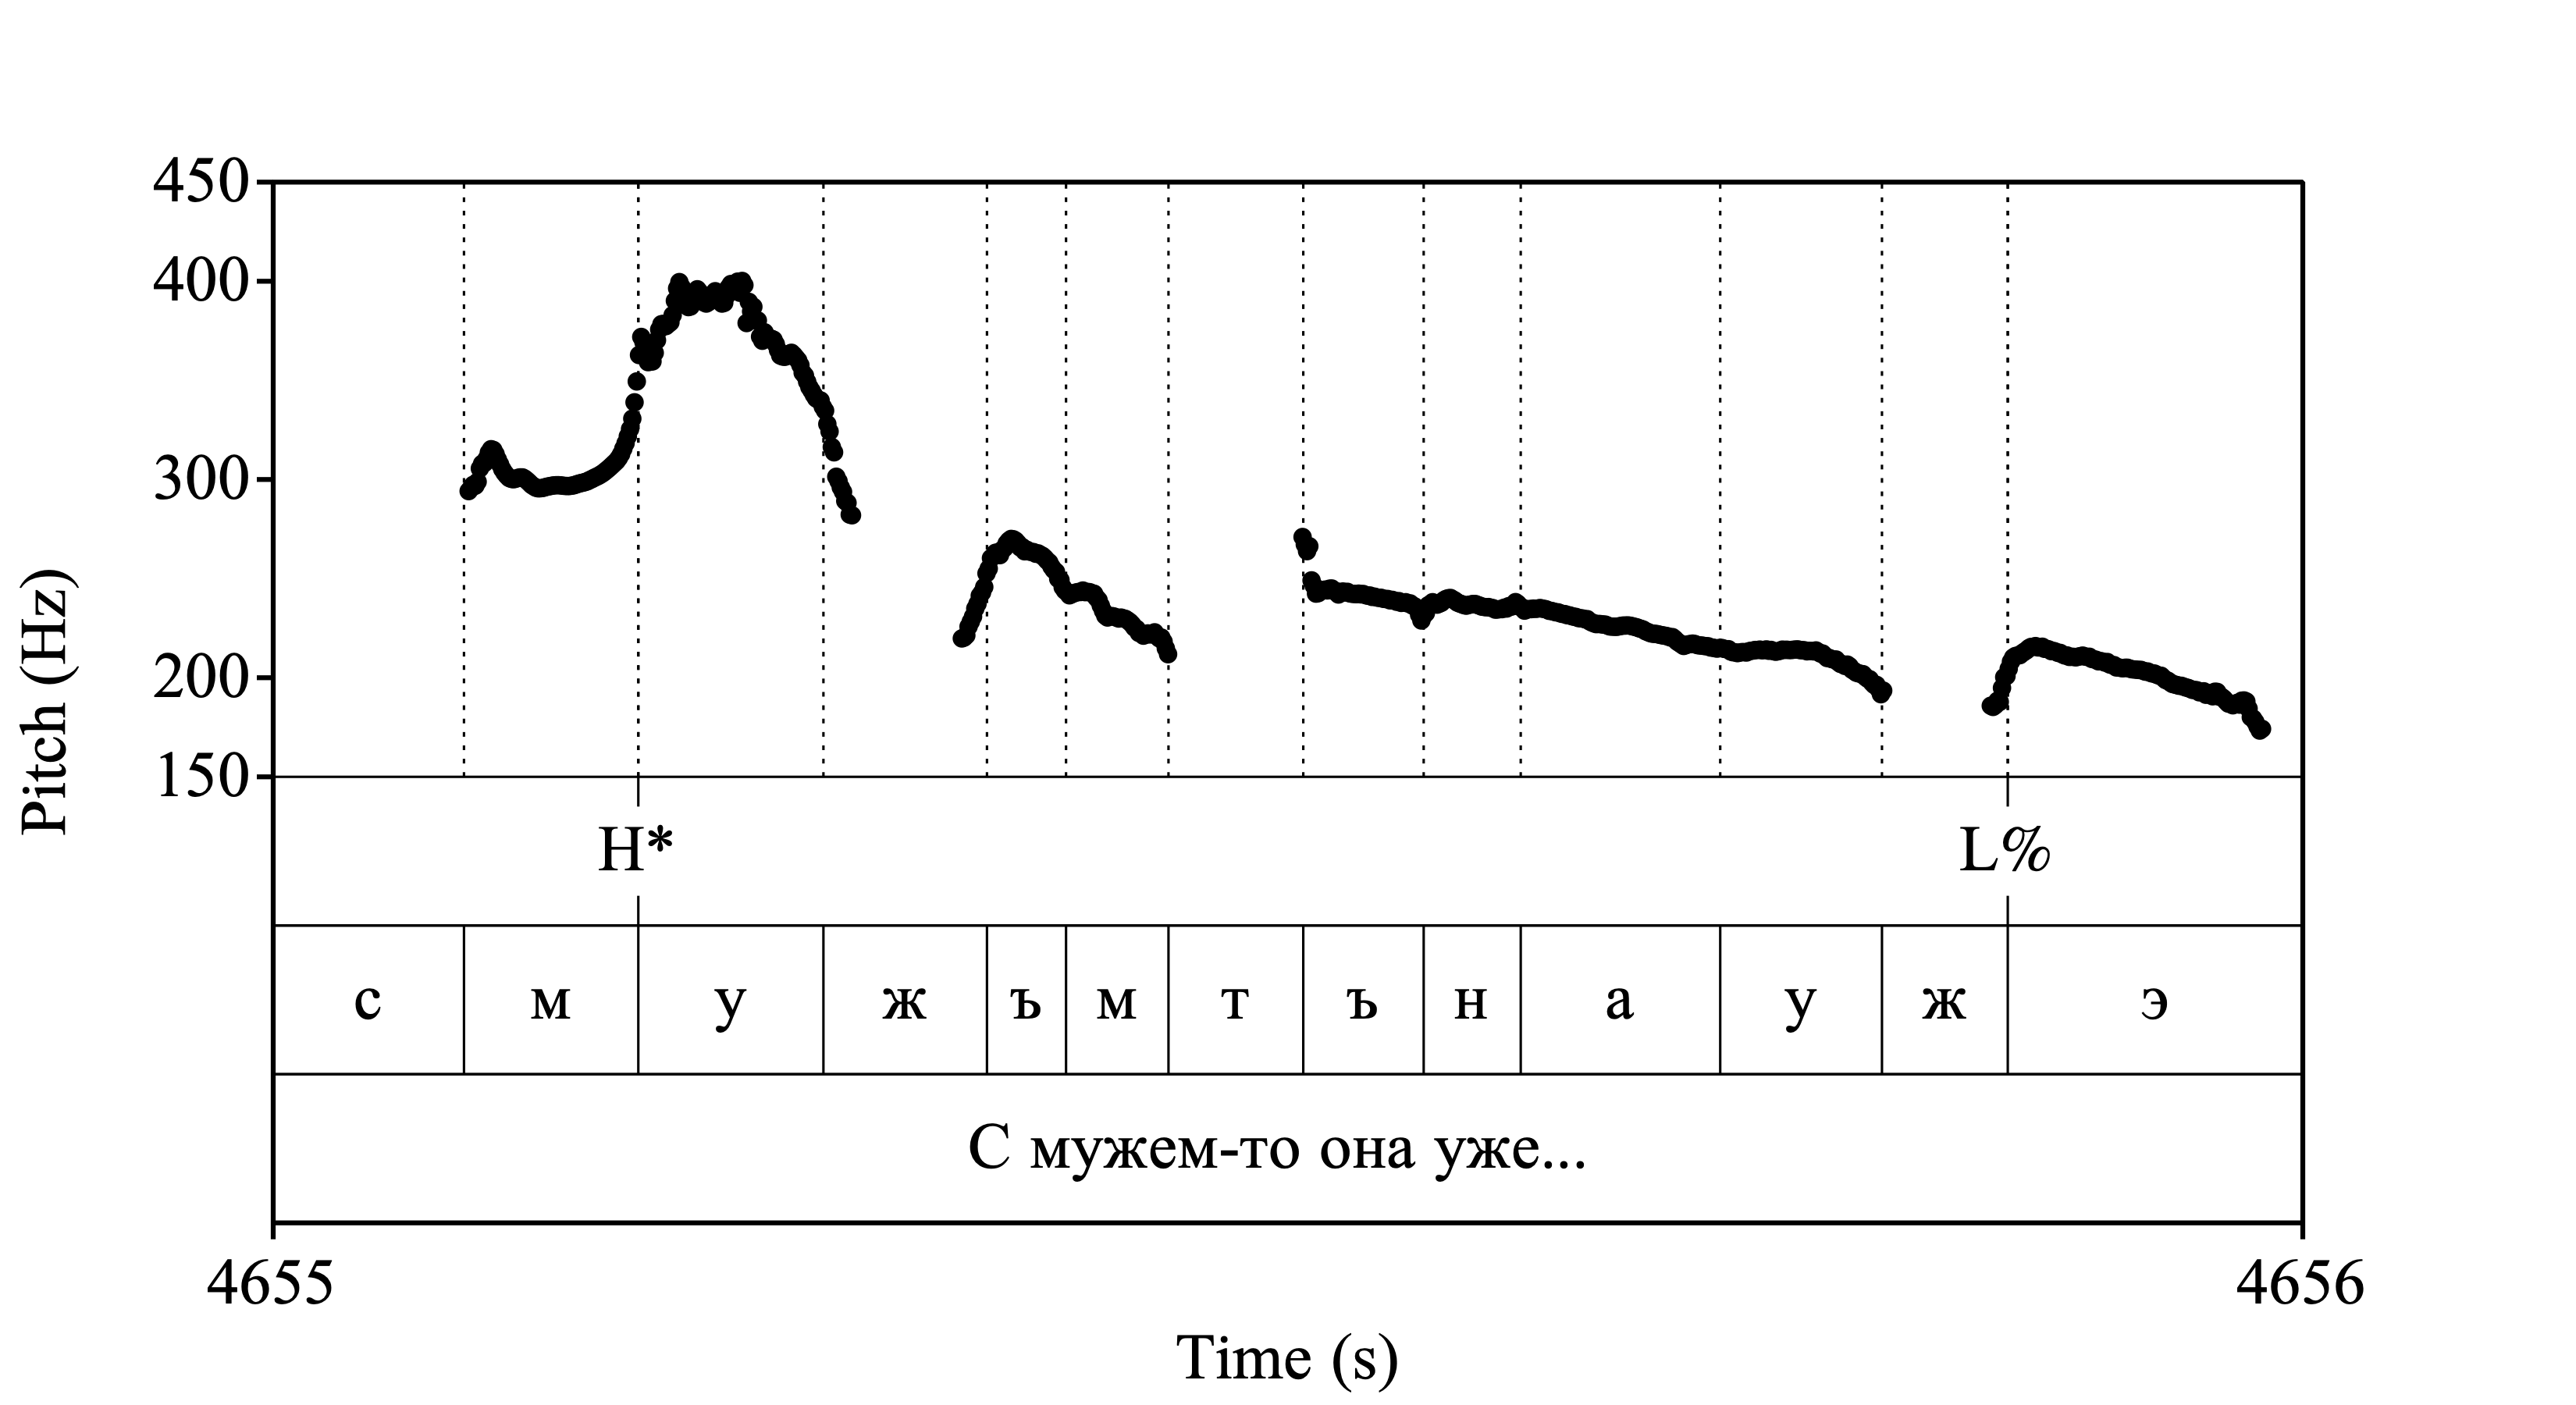 450
400
300
200
150
Pitch (Hz)
H* L%
с м у ж ъ м т ъ н а у ж э
С мужем-то она уже...
4655 4656
Time (s)